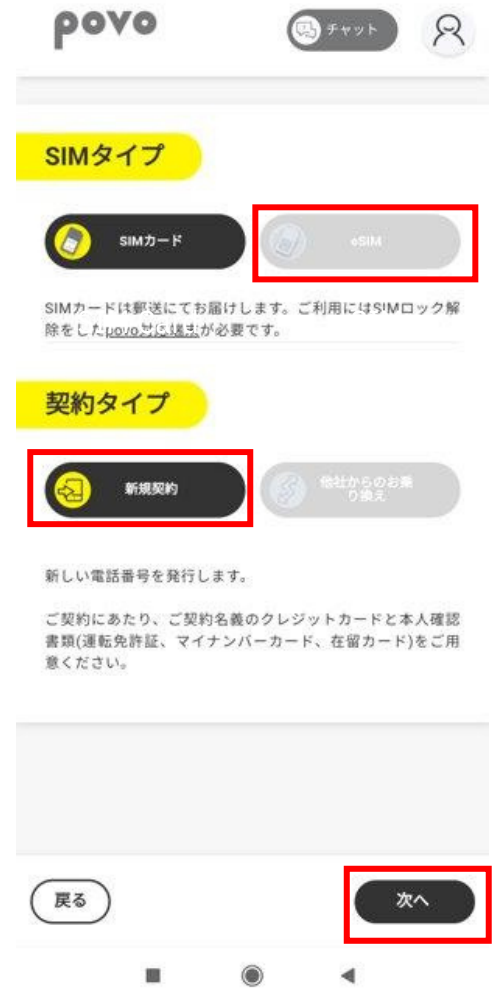 povo
チャット
SIMタイプ
SIMカード
eSIM
SIMカードは郵送にてお届けします。ご利用にはSIMロック解
除をしたpovo対応端末が必要です。
契約タイプ
新規契約
他社からのお乗
り換え
新しい電話番号を発行します。
ご契約にあたり、ご契約名義のクレジットカードと本人確認
書類(運転免許証、マイナンバーカード、在留カード)をご用
意ください。
戻る
次へ